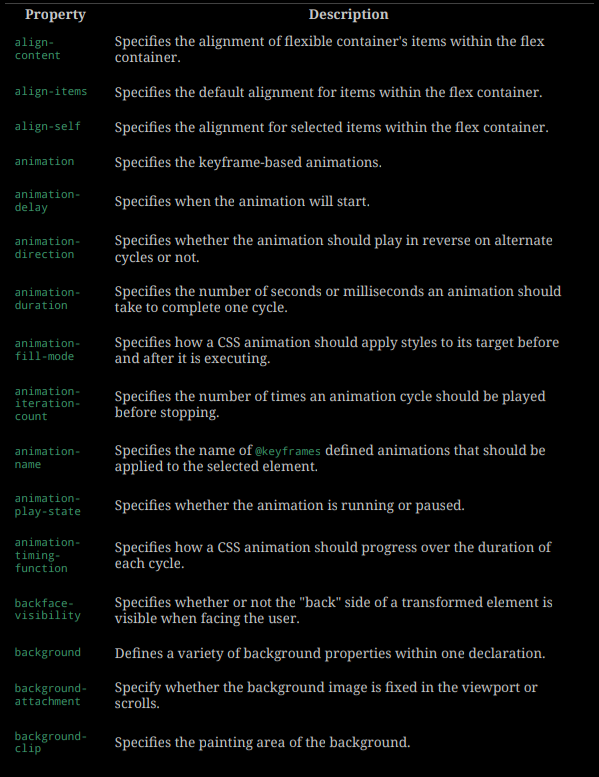 Property Description
align-content Specifies the alignment of flexible container's items within the flex
container.
align-items Specifies the default alignment for items within the flex container.
align-self Specifies the alignment for selected items within the flex container.
animation Specifies the keyframe-based animations.
animation-delay Specifies when the animation will start.
animation-direction Specifies whether the animation should play in reverse on alternate
cycles or not.
animation-duration Specifies the number of seconds or milliseconds an animation should
take to complete one cycle.
animation-fill-mode Specifies how a CSS animation should apply styles to its target before
and after it is executing.
animation-iteration-count Specifies the number of times an animation cycle should be played
before stopping.
animation-name Specifies the name of @keyframes defined animations that should be
applied to the selected element.
animation-play-state Specifies whether the animation is running or paused.
animation-timing-function Specifies how a CSS animation should progress over the duration of
each cycle.
backface-visibility Specifies whether or not the "back" side of a transformed element is
visible when facing the user.
background Defines a variety of background properties within one declaration.
background-attachment Specify whether the background image is fixed in the viewport or
scrolls.
background-clip Specifies the painting area of the background.